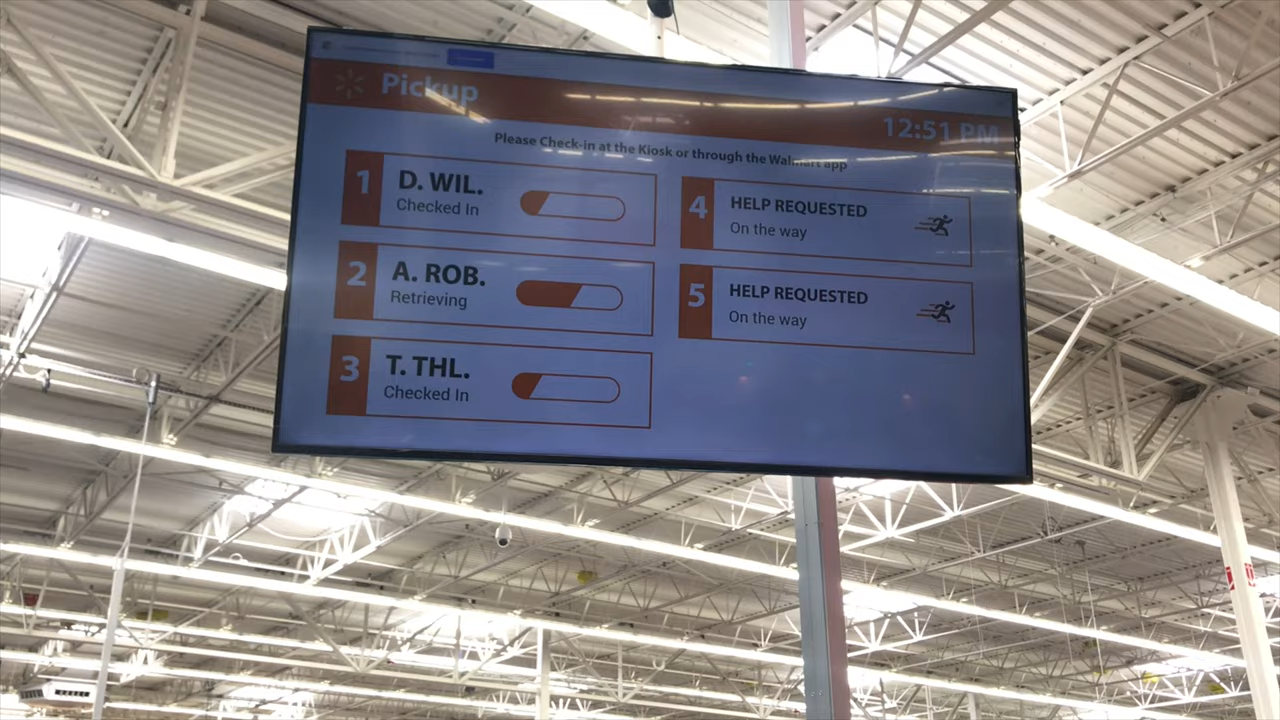 Pickup
12:51 PM
Please Check-in at the Kiosk or through the Walmart app
1
D. WIL.
Checked In
2
A. ROB.
Retrieving
3
T. THL.
Checked In
4
HELP REQUESTED
On the way
5
HELP REQUESTED
On the way